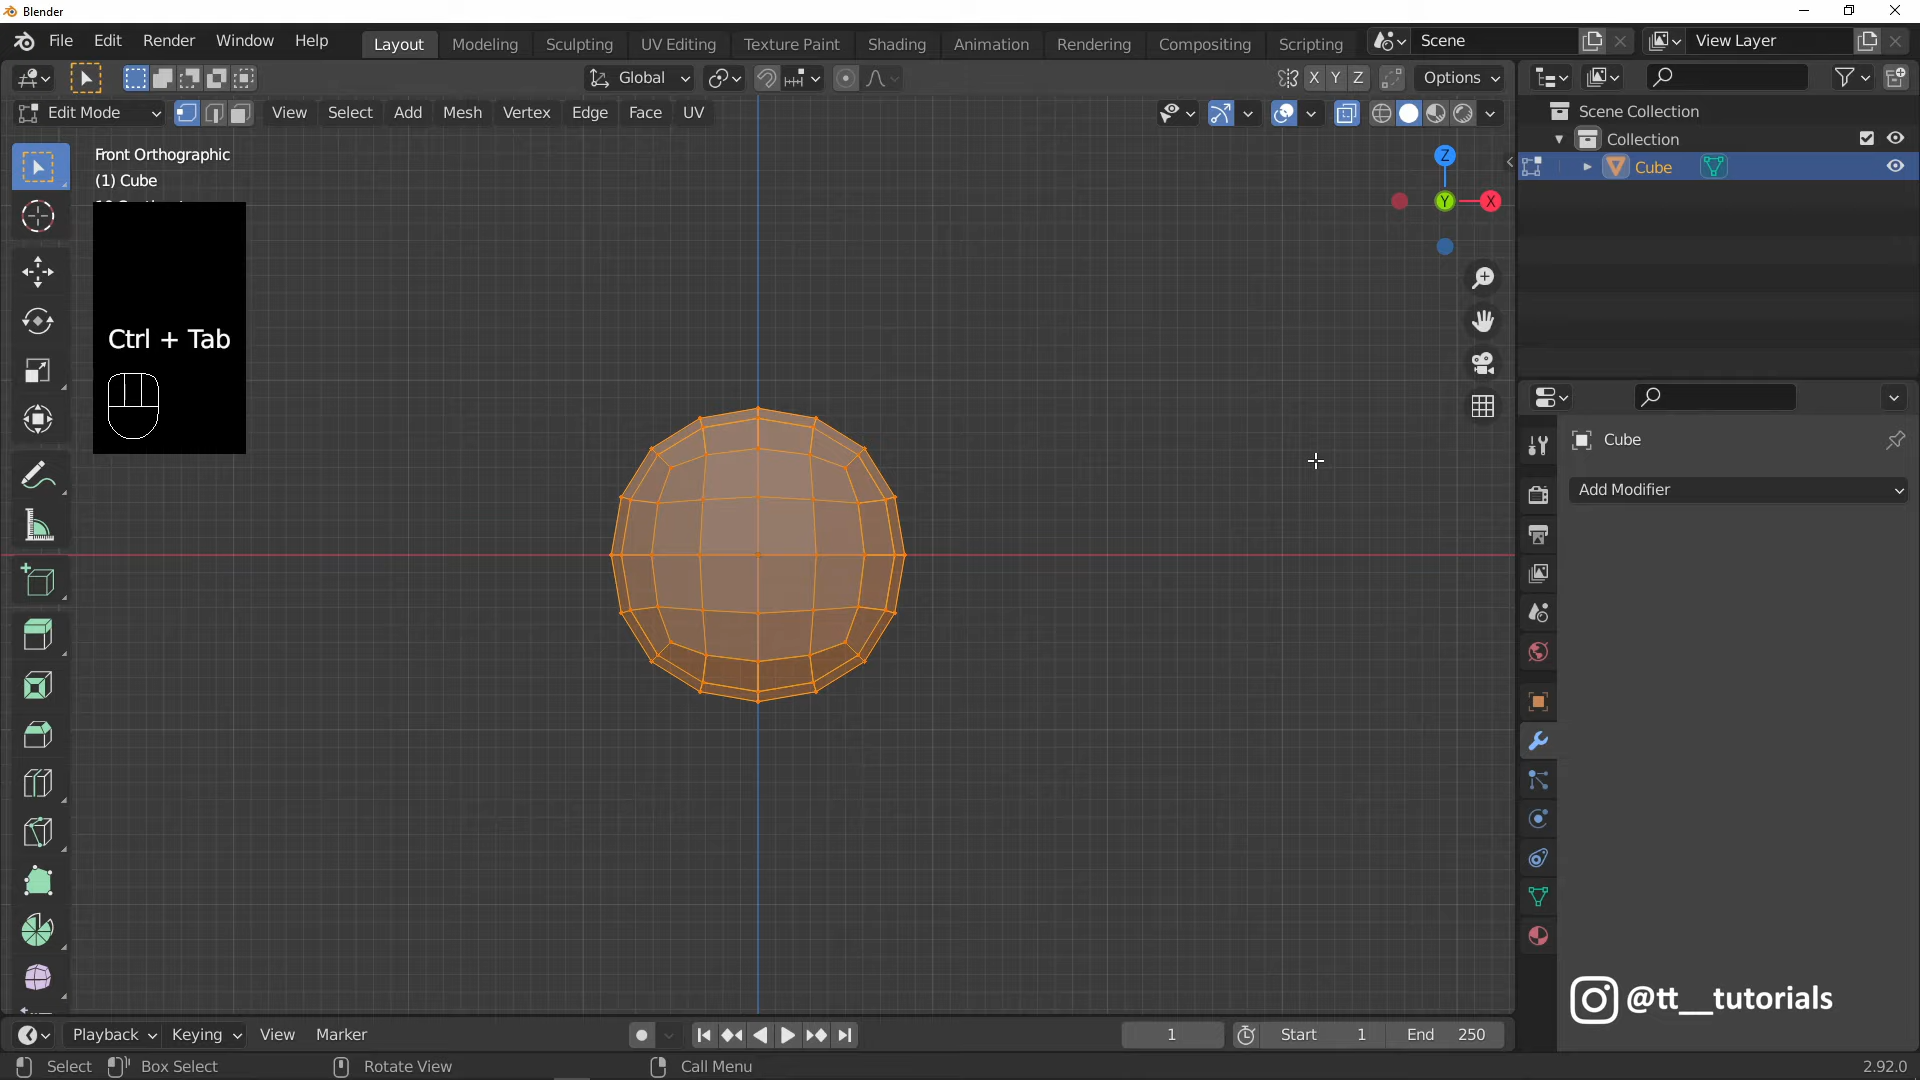 Blender
File Edit Render Window Help Layout Modeling Sculpting UV Editing Texture Paint Shading Animation Rendering Compositing Scripting Scene View Layer
Global X Y Z Options
Edit Mode View Select Add Mesh Vertex Edge Face UV
Front Orthographic
(1) Cube
Ctrl + Tab
Z
Y
X
Scene Collection
Collection
Cube
Cube
Add Modifier
@tt__tutorials
Playback Keying View Marker 1 Start 1 End 250
Select Box Select Rotate View Call Menu 2.92.0